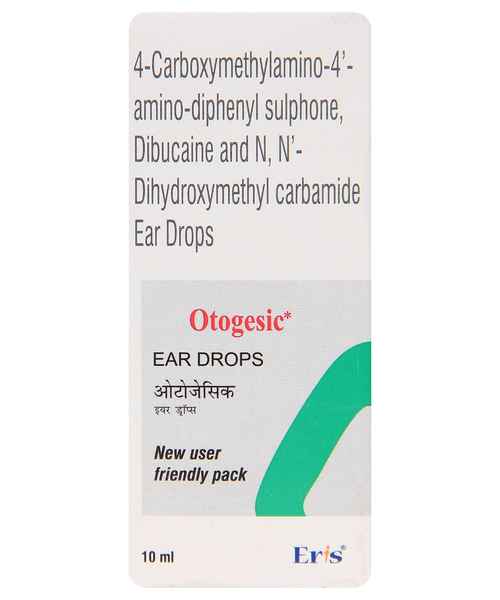 4-Carboxymethylamino-4'-
amino-diphenyl sulphone,
Dibucaine and N, N'-
Dihydroxymethyl carbamide
Ear Drops
Otogesic*
EAR DROPS
ओटोजेसिक
इयर ड्रॉप्स
New user
friendly pack
10 ml
Eris®